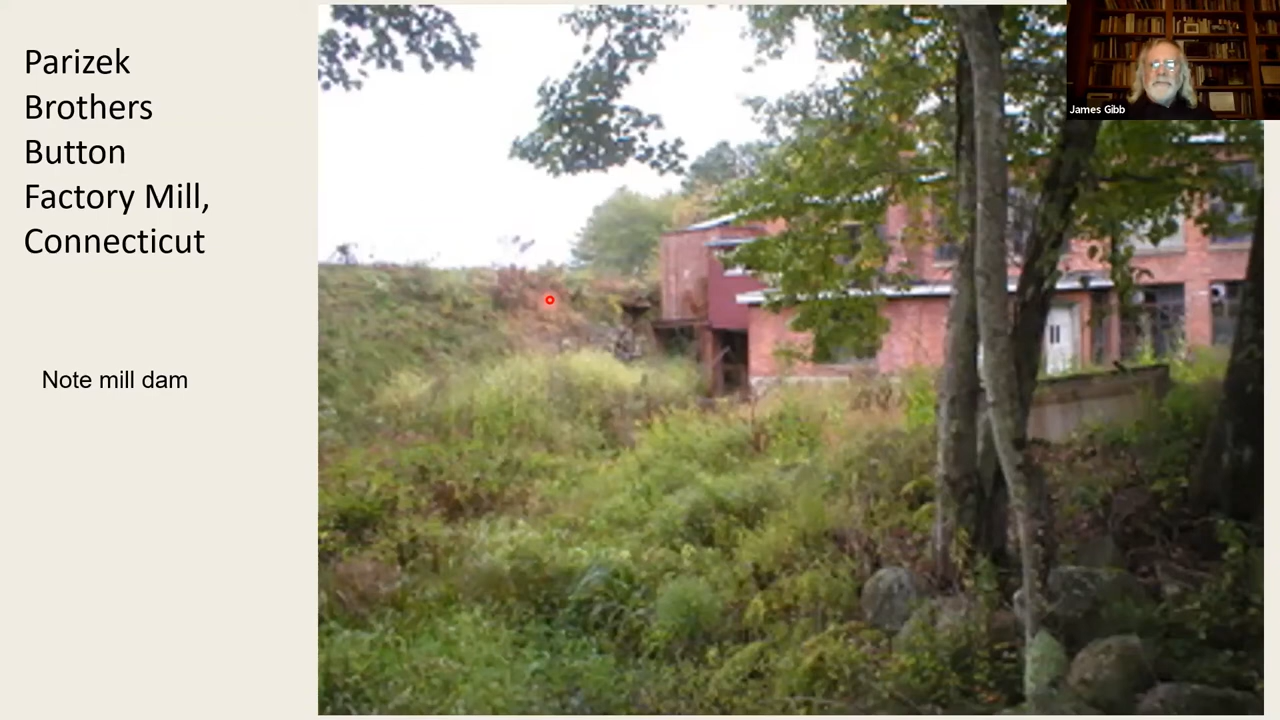 Parizek
Brothers
Button
Factory Mill,
Connecticut
Note mill dam
James Gibb